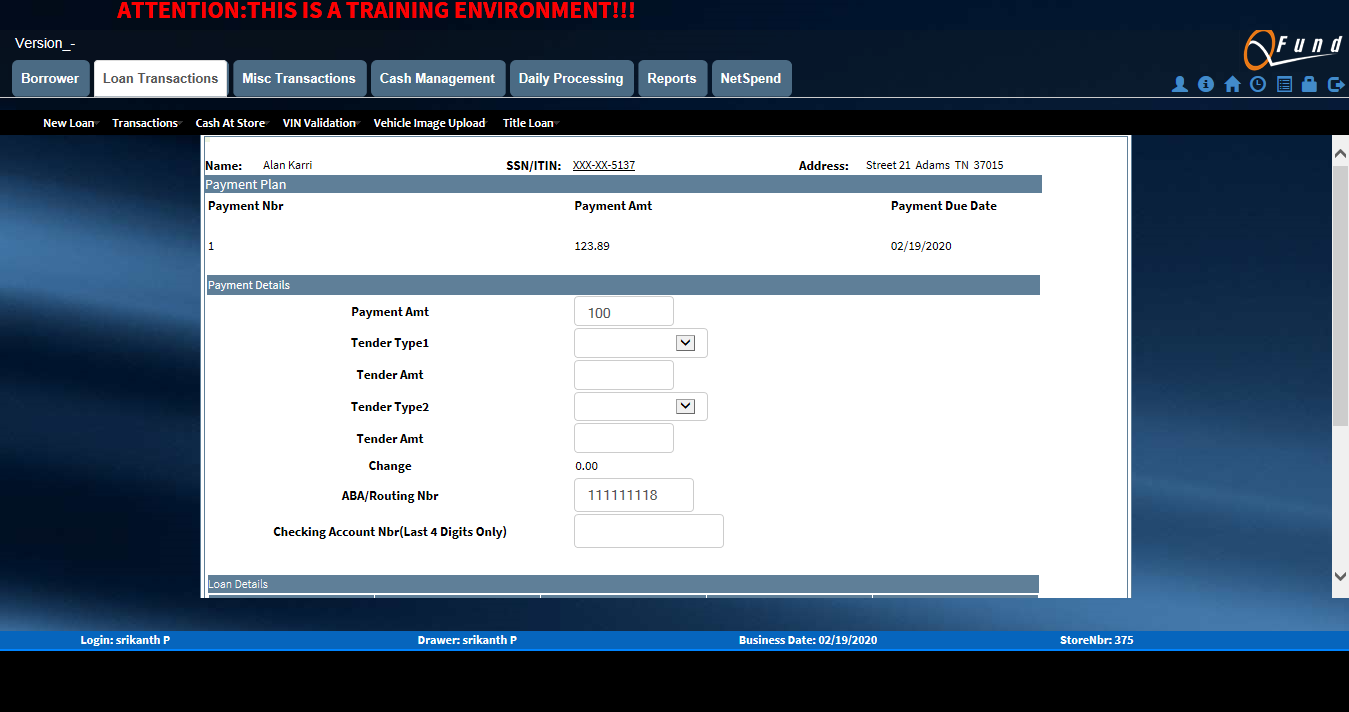 ATTENTION:THIS IS A TRAINING ENVIRONMENT!!!
Version_-
Fund
Borrower Loan Transactions Misc Transactions Cash Management Daily Processing Reports NetSpend
New Loan Transactions Cash At Store VIN Validation Vehicle Image Upload Title Loan
Name: Alan Karri SSN/ITIN: XXX-XX-5137 Address: Street 21 Adams TN 37015
Payment Plan
Payment Nbr Payment Amt Payment Due Date
1 123.89 02/19/2020
Payment Details
Payment Amt 100
Tender Type1
Tender Amt
Tender Type2
Tender Amt
Change 0.00
ABA/Routing Nbr 111111118
Checking Account Nbr(Last 4 Digits Only)
Loan Details
Login: srikanth P Drawer: srikanth P Business Date: 02/19/2020 StoreNbr: 375